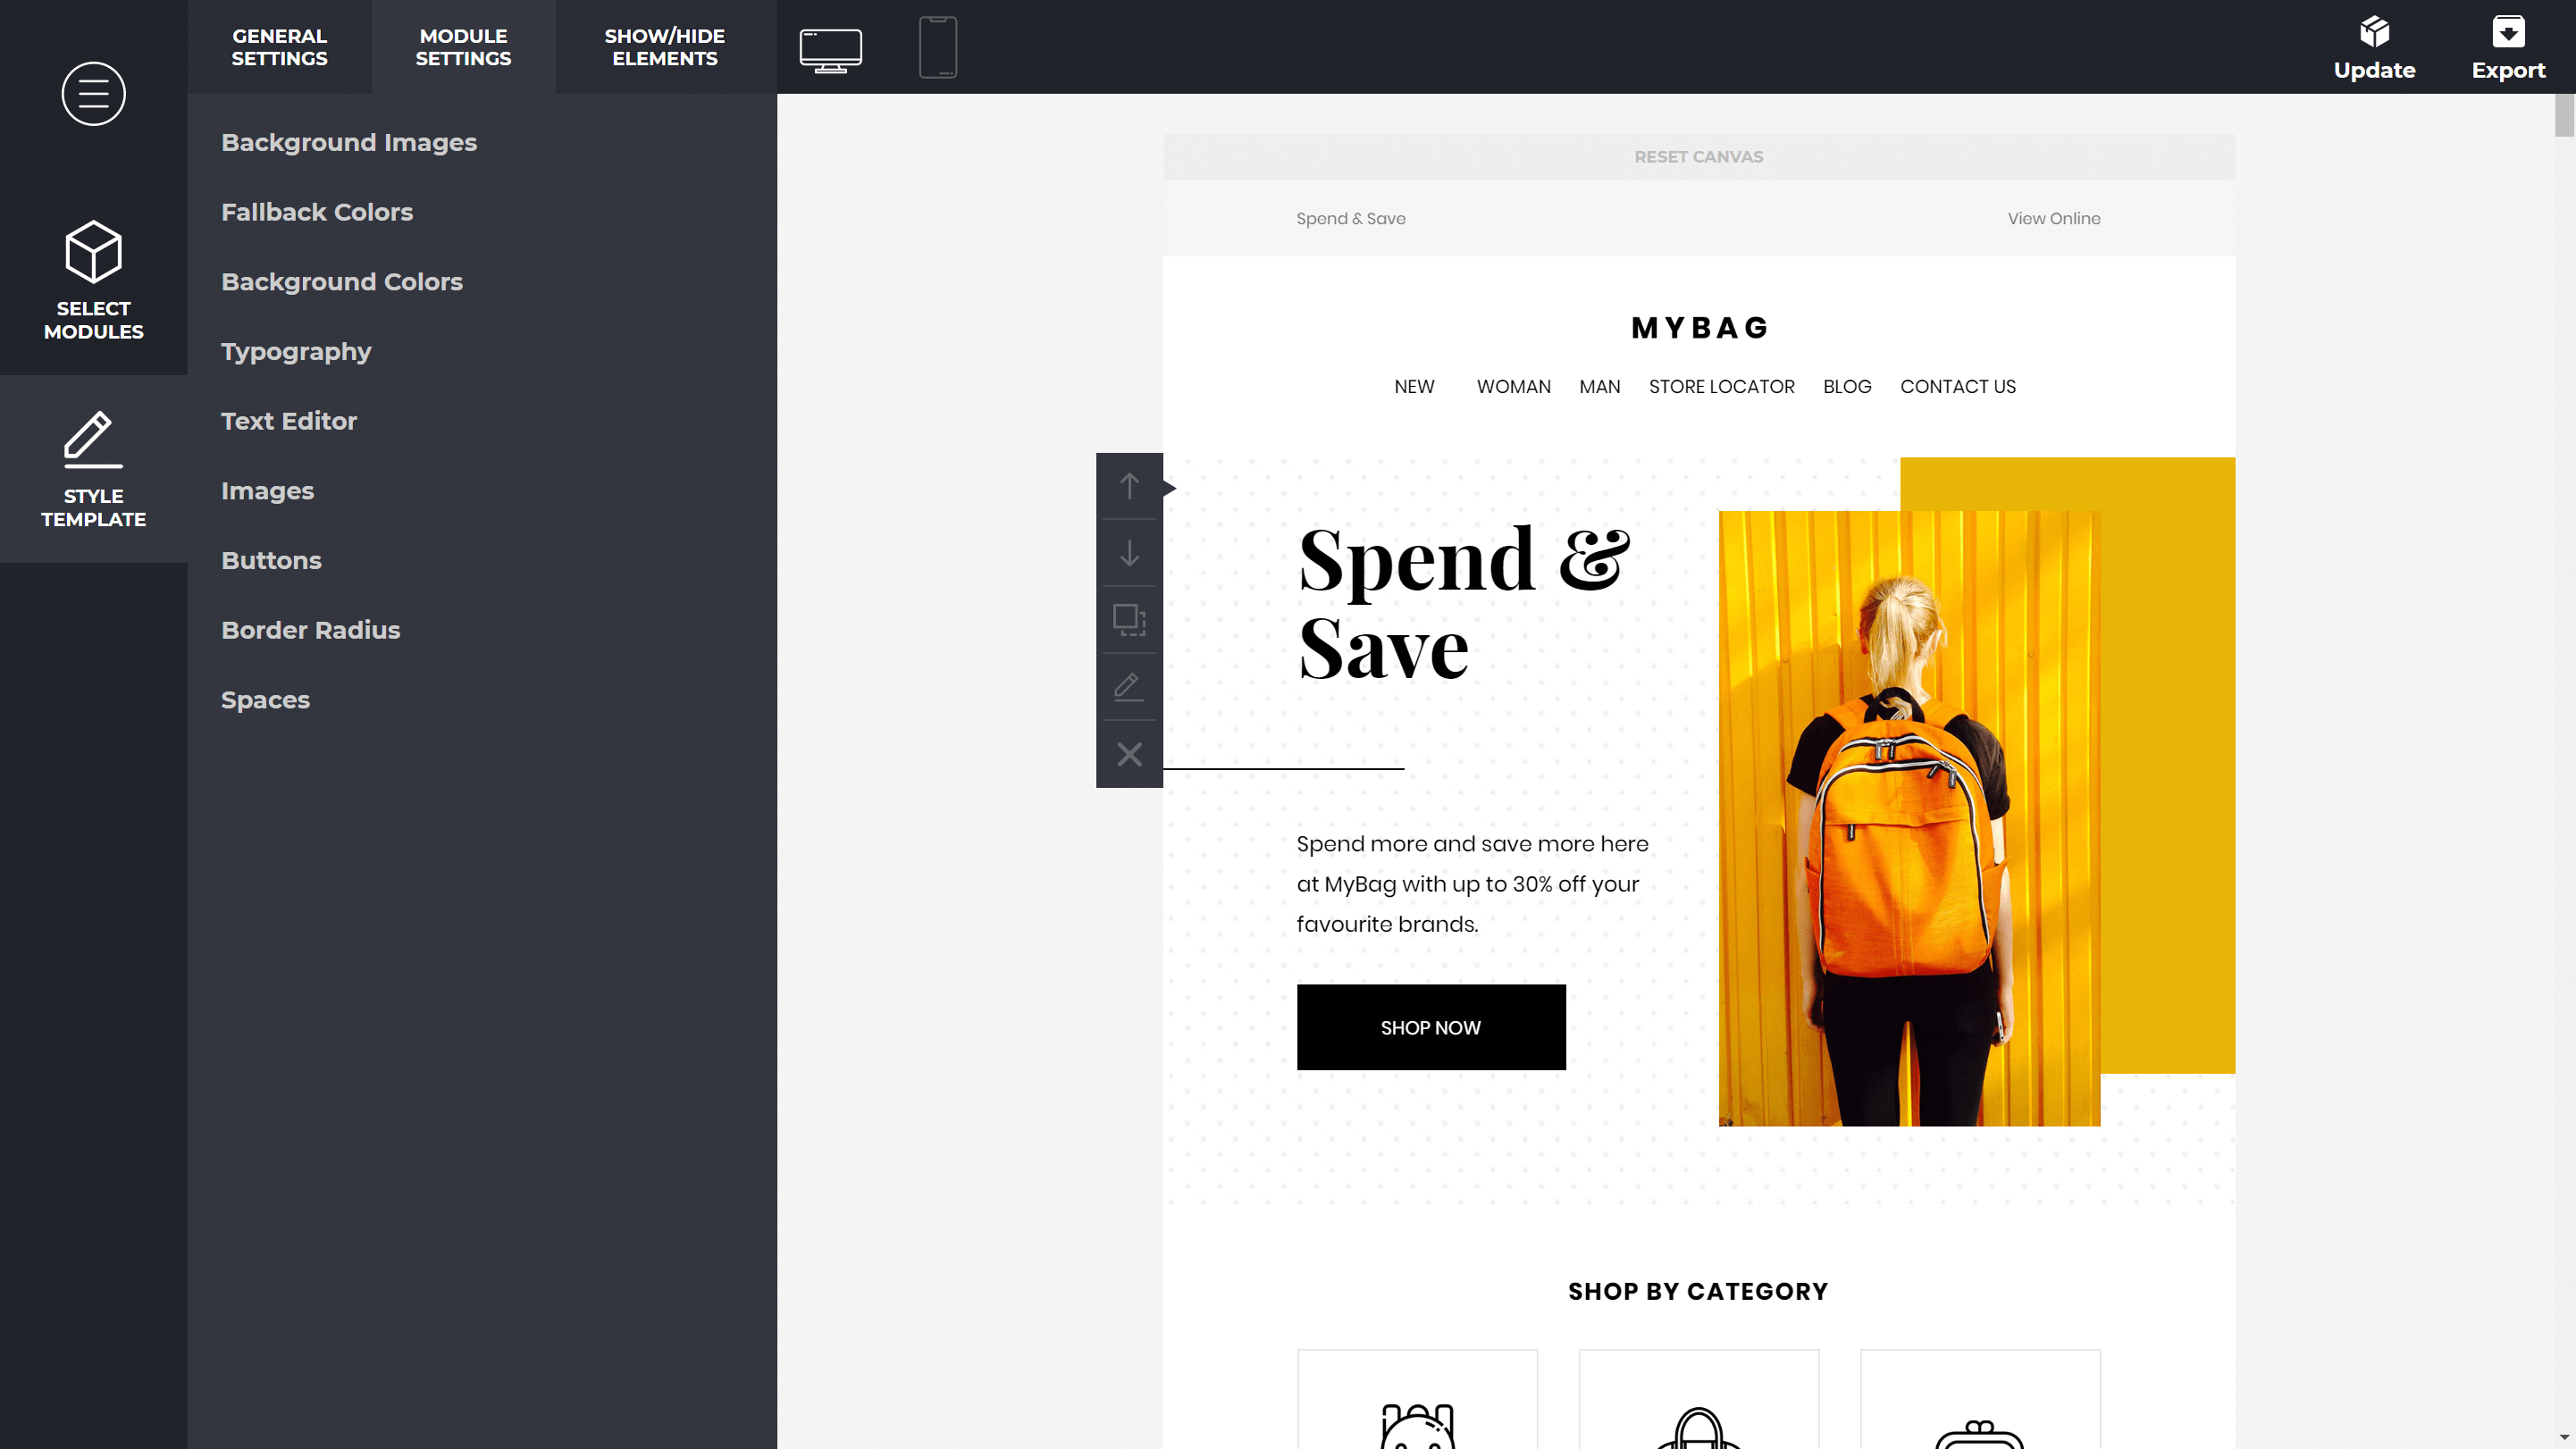 GENERAL
SETTINGS
MODULE
SETTINGS
SHOW/HIDE
ELEMENTS
Update
Export
SELECT
MODULES
STYLE
TEMPLATE
Background Images
Fallback Colors
Background Colors
Typography
Text Editor
Images
Buttons
Border Radius
Spaces
RESET CANVAS
Spend & Save
View Online
MYBAG
NEW WOMAN MAN STORE LOCATOR BLOG CONTACT US
Spend &
Save
Spend more and save more here
at MyBag with up to 30% off your
favourite brands.
SHOP NOW
SHOP BY CATEGORY